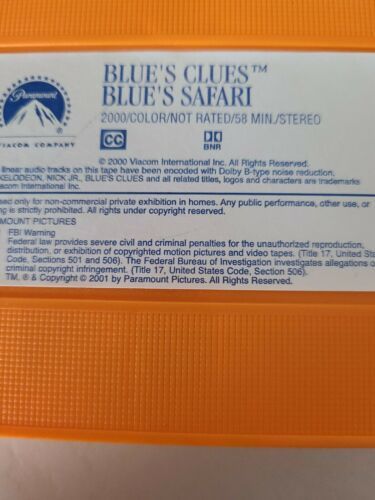 Paramount
BLUE'S CLUES™
BLUE'S SAFARI
VIACOM COMPANY
2000/COLOR/NOT RATED/58 MIN./STEREO
CC
BNR
© 2000 Viacom International Inc. All Rights Reserved.
linear audio tracks on this tape have been encoded with Dolby B-type noise reduction.
KELODEON, NICK JR., BLUE'S CLUES and all related titles, logos and characters are trademarks
acom International Inc.
sed only for non-commercial private exhibition in homes. Any public performance, other use, or
ng is strictly prohibited. All rights reserved.
MOUNT PICTURES
FBI Warning
Federal law provides severe civil and criminal penalties for the unauthorized reproduction,
distribution, or exhibition of copyrighted motion pictures and video tapes. (Title 17, United Stat
Code, Sections 501 and 506). The Federal Bureau of Investigation investigates allegations o
criminal copyright infringement. (Title 17, United States Code, Section 506).
TM, ® & Copyright © 2001 by Paramount Pictures. All Rights Reserved.